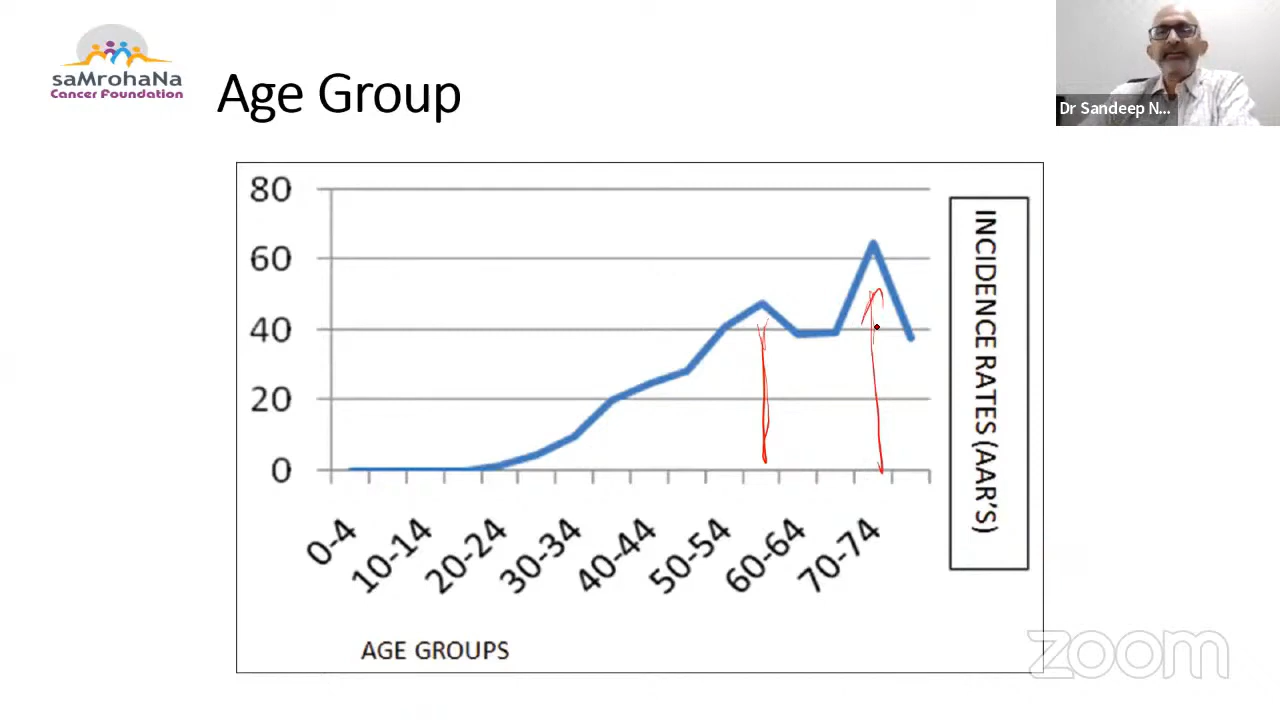 saMrohaNa
Cancer Foundation
Age Group
Dr Sandeep N...
80
60
40
20
0
0-4
10-14
20-24
30-34
40-44
50-54
60-64
70-74
AGE GROUPS
INCIDENCE RATES (AAR'S)
zoom